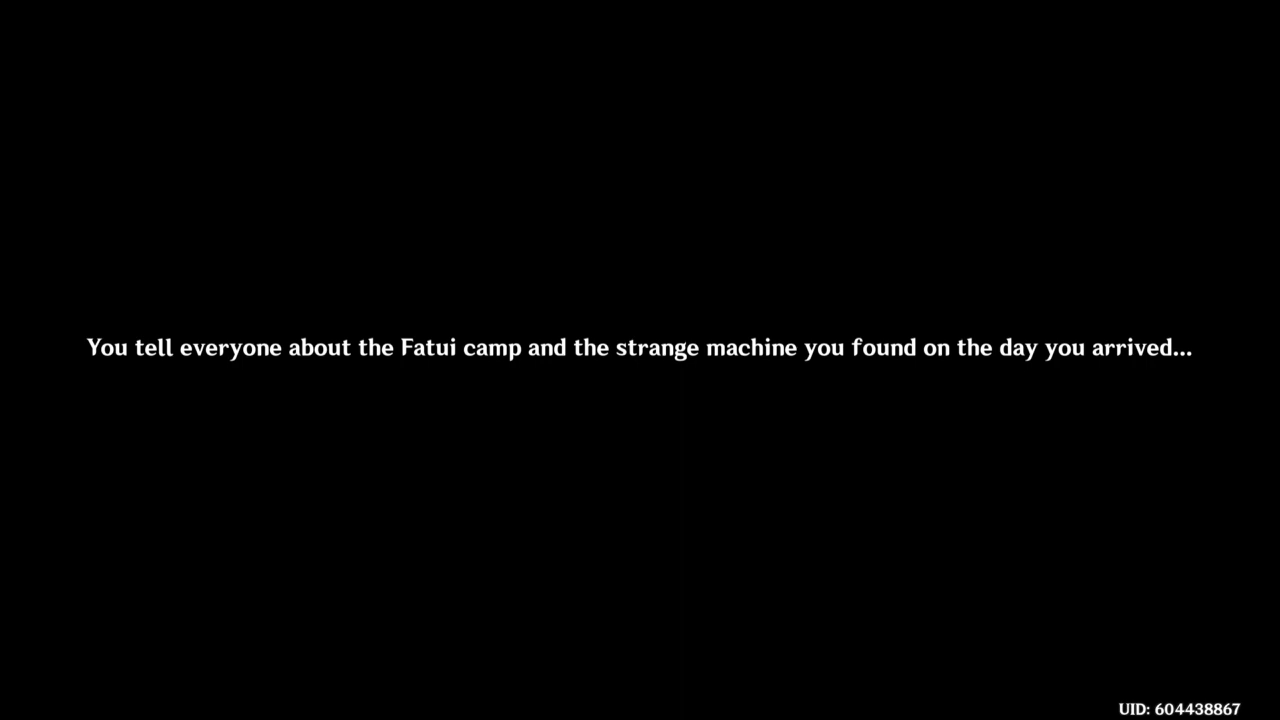 You tell everyone about the Fatui camp and the strange machine you found on the day you arrived...
UID: 604438867